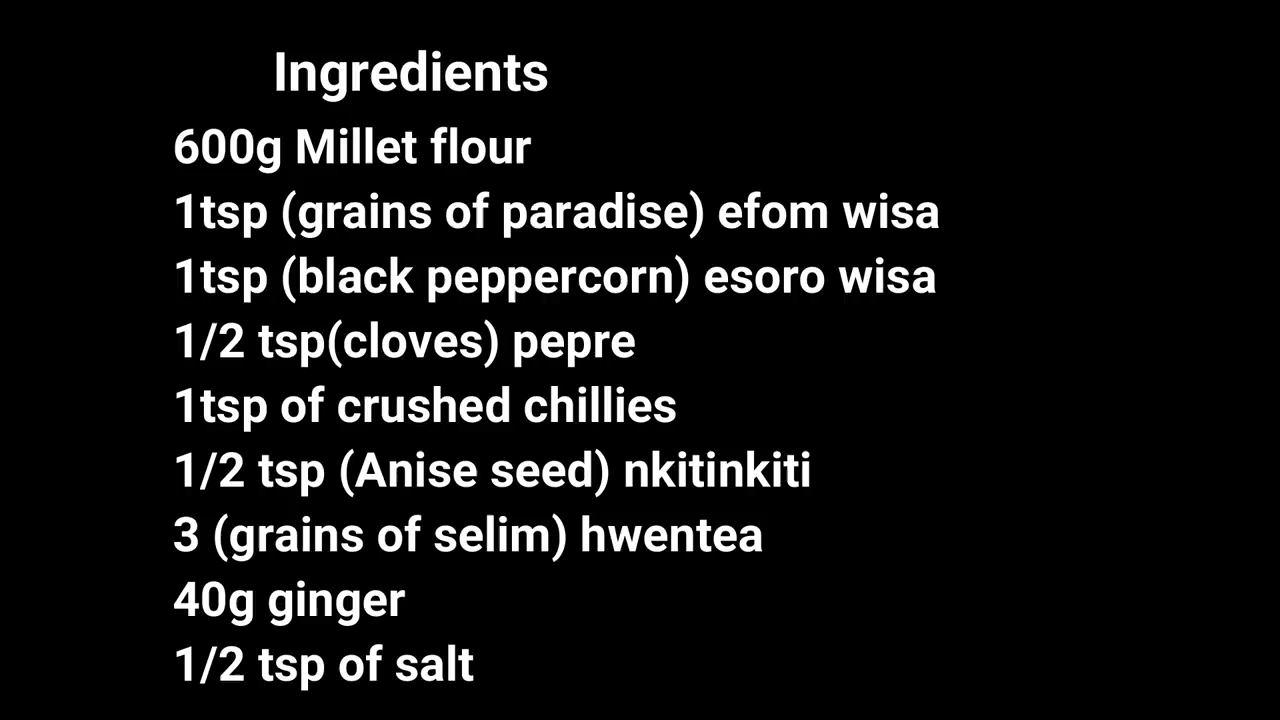 Ingredients
600g Millet flour
1tsp (grains of paradise) efom wisa
1tsp (black peppercorn) esoro wisa
1/2 tsp(cloves) pepre
1tsp of crushed chillies
1/2 tsp (Anise seed) nkitinkiti
3 (grains of selim) hwentea
40g ginger
1/2 tsp of salt